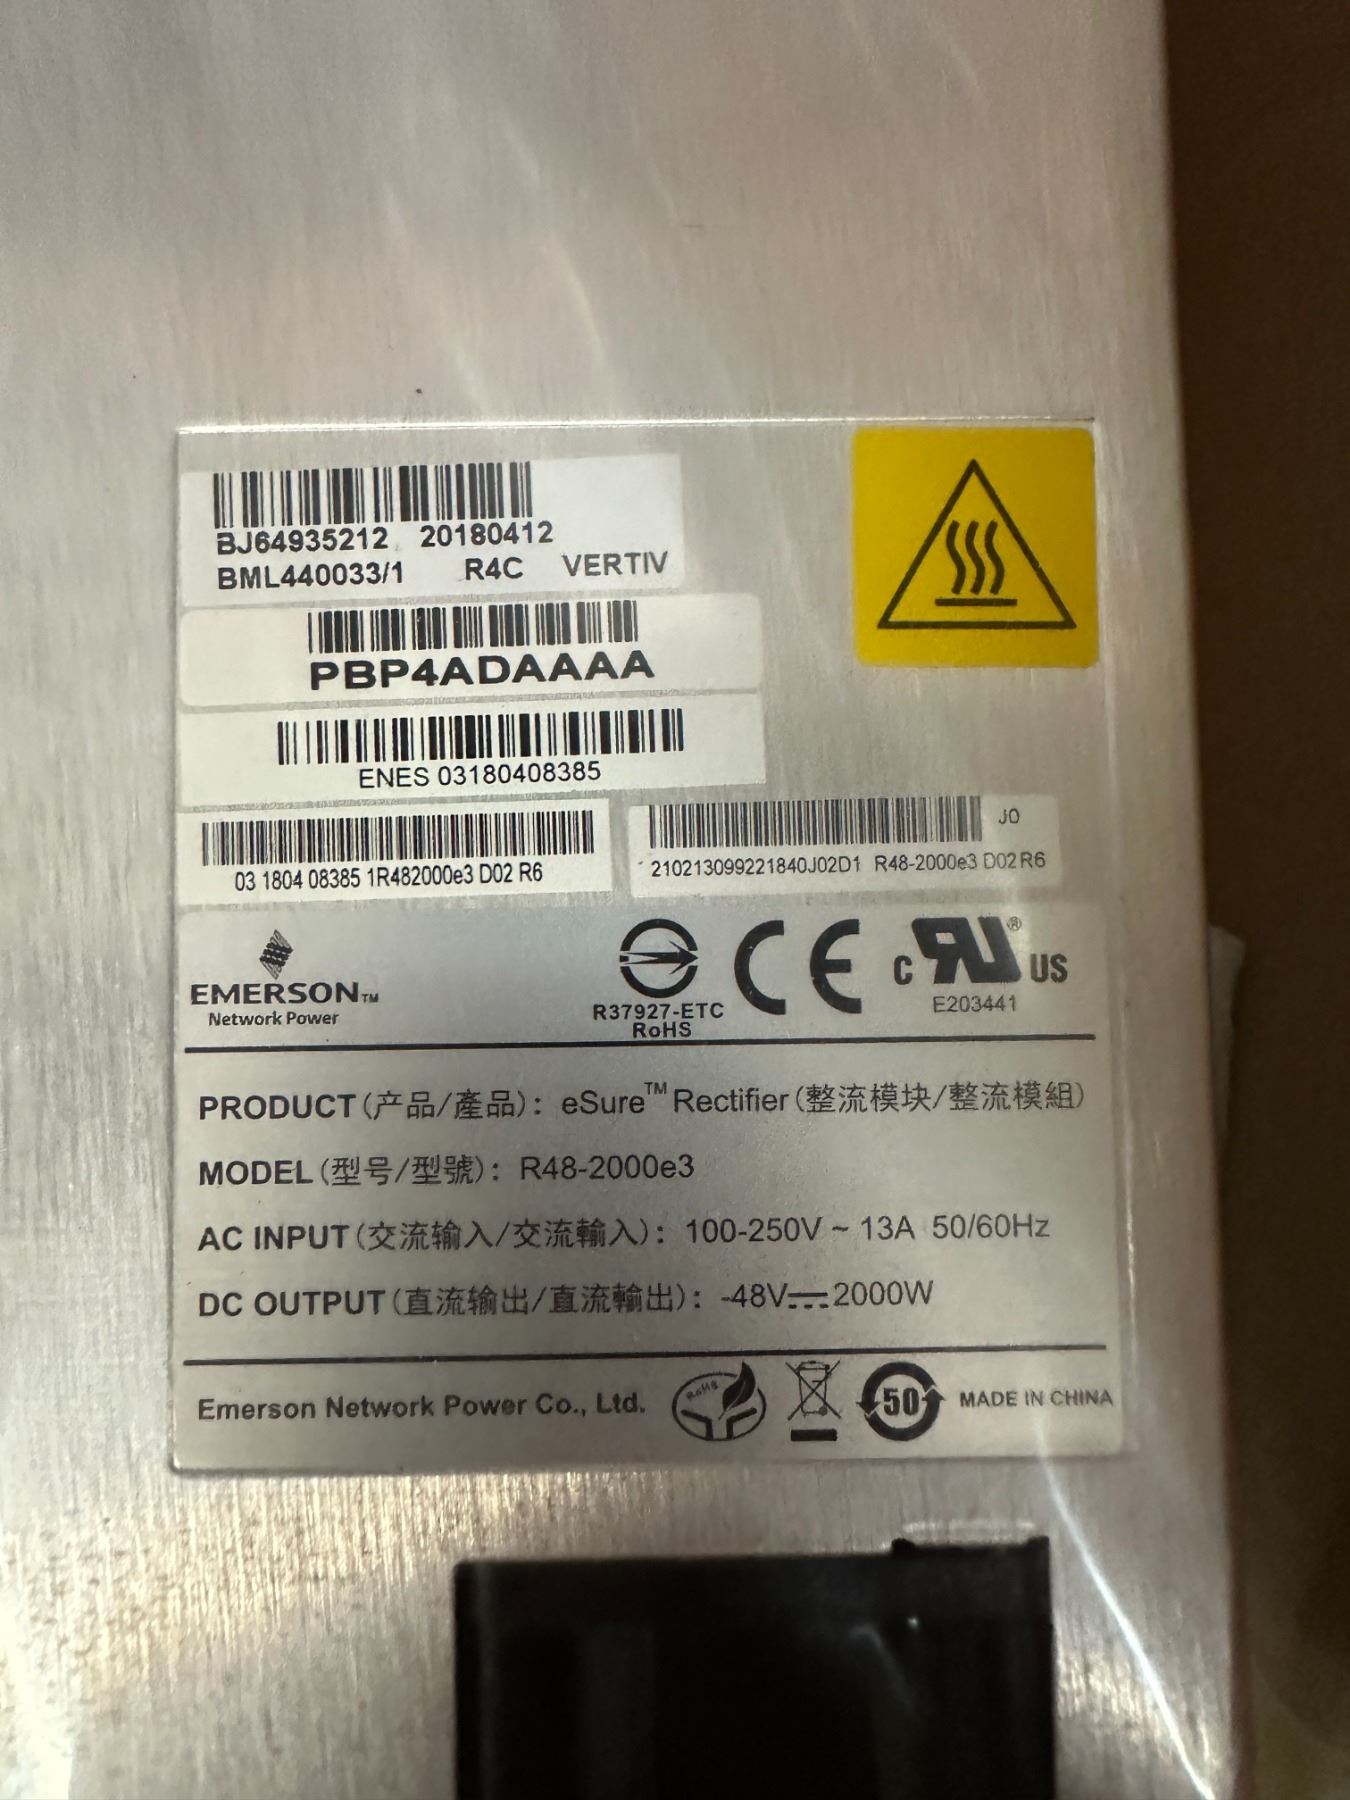 BJ64935212 20180412
BML440033/1 R4C VERTIV
PBP4ADAAAA
ENES 03180408385
03 1804 08385 1R482000e3 D02 R6
JO
210213099221840J02D1 R48-2000e3 D02 R6
EMERSON™
Network Power
R37927-ETC
RoHS
CE
c RU® US
E203441
PRODUCT(产品/產品): eSure™ Rectifier(整流模块/整流模組)
MODEL(型号/型號): R48-2000e3
AC INPUT(交流输入/交流輸入): 100-250V ~ 13A 50/60Hz
DC OUTPUT(直流输出/直流輸出): -48V⎓2000W
Emerson Network Power Co., Ltd. RoHS 50 MADE IN CHINA